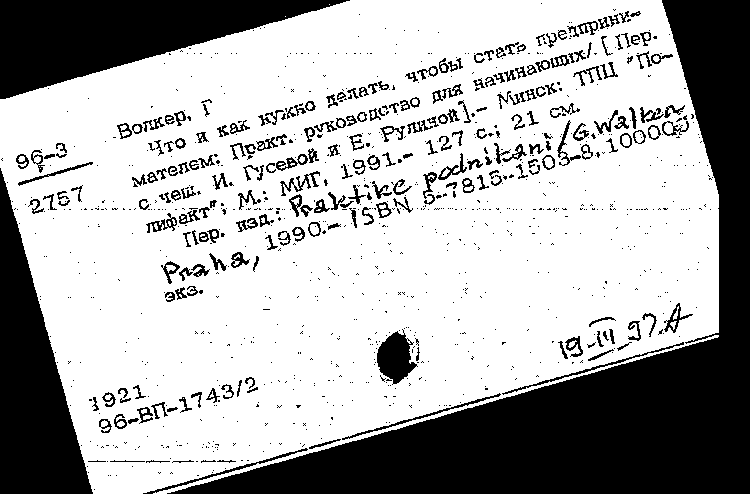 96-3
2757
Волкер, Г
Что и как нужно делать, чтобы стать предприни-
мателем: Практ. руководство для начинающих/. [Пер.
с чеш. И. Гусевой и Е. Рулиной].- Минск: ТПЦ "По-
лифакт"; М.: МИГ, 1991.- 127 с.; 21 см.
Пер. изд.: Praktike podnikani/G.Walker
Praha, 1990.- ISBN 5-7815-1503-8, 100000
экз.
1921
96-ВП-1743/2
19-III 97.A